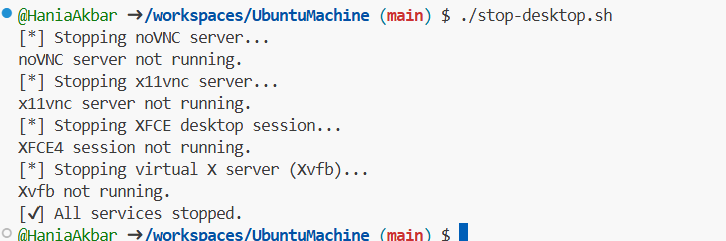 @HaniaAkbar ➜/workspaces/UbuntuMachine (main) $ ./stop-desktop.sh
[*] Stopping noVNC server...
noVNC server not running.
[*] Stopping x11vnc server...
x11vnc server not running.
[*] Stopping XFCE desktop session...
XFCE4 session not running.
[*] Stopping virtual X server (Xvfb)...
Xvfb not running.
[✔] All services stopped.
@HaniaAkbar ➜/workspaces/UbuntuMachine (main) $